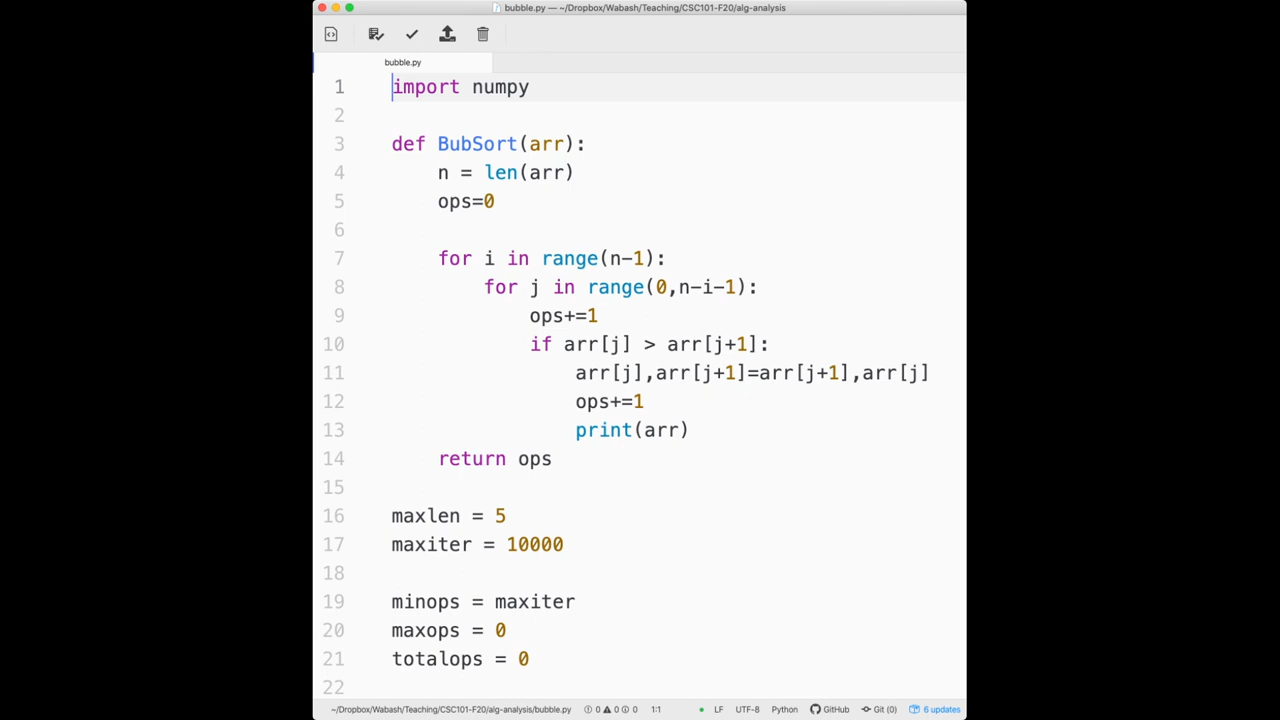 bubble.py — ~/Dropbox/Wabash/Teaching/CSC101-F20/alg-analysis
bubble.py
1 import numpy
2
3 def BubSort(arr):
4     n = len(arr)
5     ops=0
6
7     for i in range(n-1):
8         for j in range(0,n-i-1):
9             ops+=1
10             if arr[j] > arr[j+1]:
11                 arr[j],arr[j+1]=arr[j+1],arr[j]
12                 ops+=1
13                 print(arr)
14     return ops
15
16 maxlen = 5
17 maxiter = 10000
18
19 minops = maxiter
20 maxops = 0
21 totalops = 0
22
~/Dropbox/Wabash/Teaching/CSC101-F20/alg-analysis/bubble.py 0 0 0 1:1 LF UTF-8 Python GitHub Git (0) 6 updates